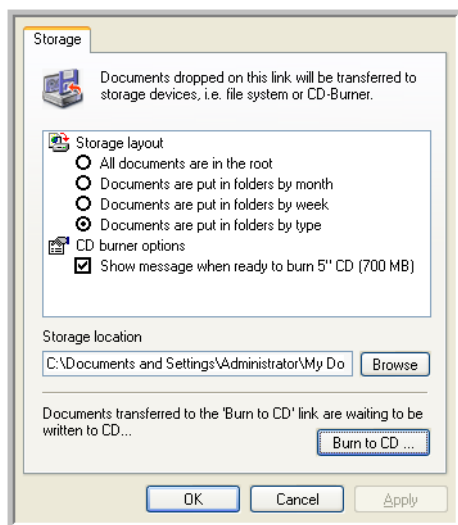 Storage
Documents dropped on this link will be transferred to
storage devices, i.e. file system or CD-Burner.
Storage layout
All documents are in the root
Documents are put in folders by month
Documents are put in folders by week
Documents are put in folders by type
CD burner options
Show message when ready to burn 5" CD (700 MB)
Storage location
C:\Documents and Settings\Administrator\My Do
Browse
Documents transferred to the 'Burn to CD' link are waiting to be
written to CD...
Burn to CD ...
OK
Cancel
Apply